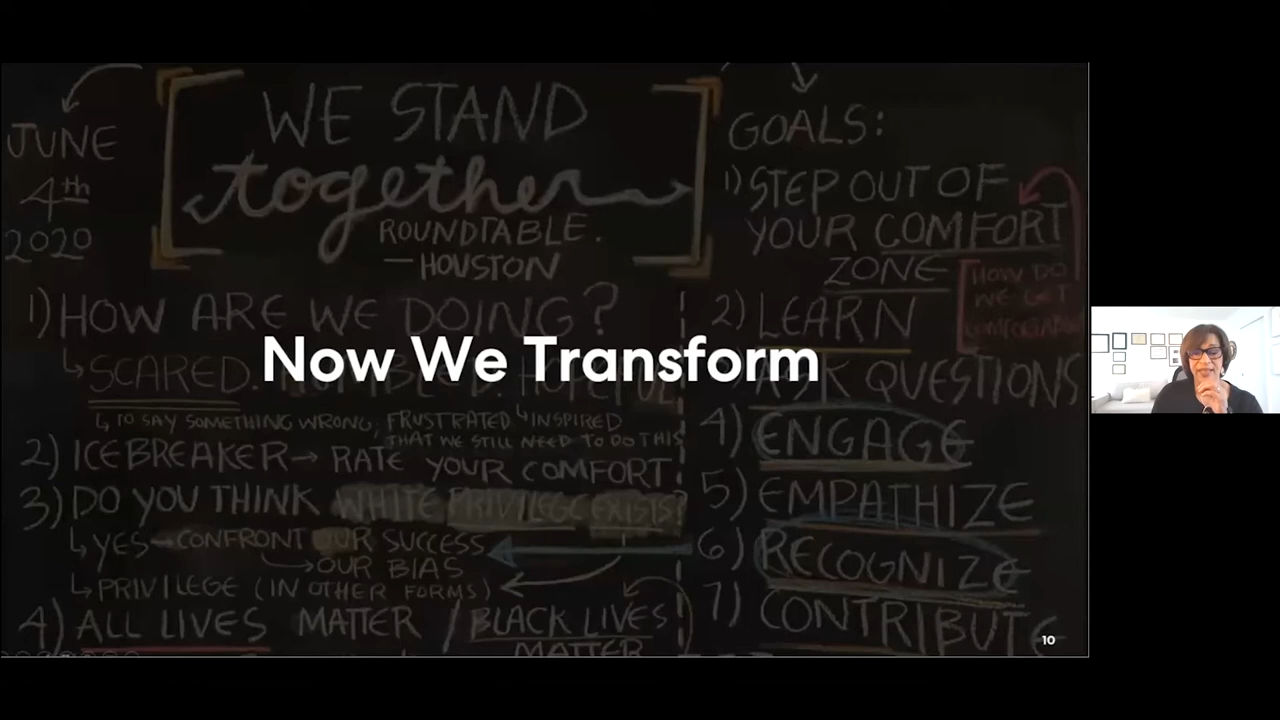 JUNE
4th
2020
WE STAND
together
ROUNDTABLE.
—HOUSTON
1) HOW ARE WE DOING?
↳ SCARED.
↳ TO SAY SOMETHING WRONG; FRUSTRATED ↳ INSPIRED
THAT WE STILL NEED TO DO THIS
2) ICEBREAKER → RATE YOUR COMFORT
3) DO YOU THINK WHITE PRIVILEGE EXISTS?
↳ YES — CONFRONT OUR SUCCESS
→ OUR BIAS
↳ PRIVILEGE (IN OTHER FORMS)
4) ALL LIVES MATTER / BLACK LIVES
MATTER
Now We Transform
GOALS:
1) STEP OUT OF
YOUR COMFORT
ZONE
HOW DO
WE GET
2) LEARN
ASK QUESTIONS
4) ENGAGE
5) EMPATHIZE
6) RECOGNIZE
7) CONTRIBUTE
10